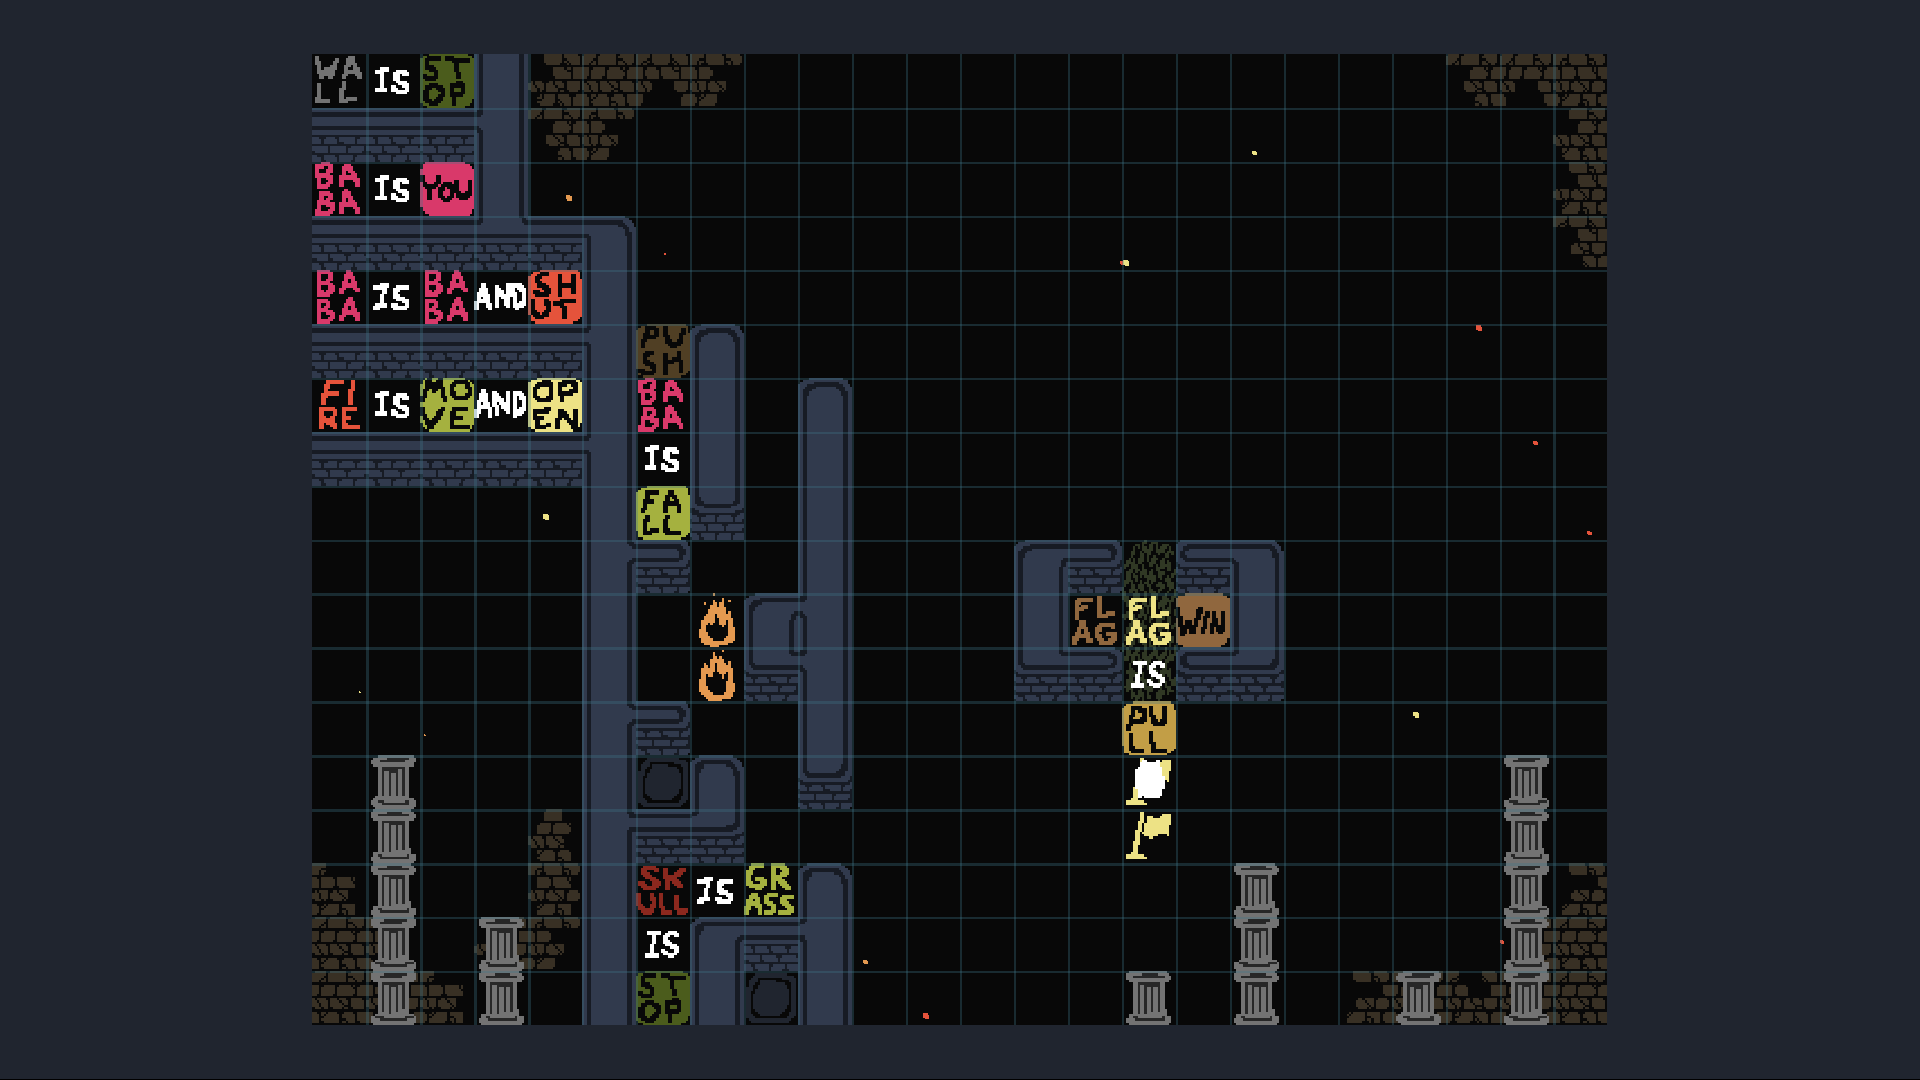 WALL IS STOP
BABA IS YOU
BABA IS BABA AND SHUT
PUSH
FIRE IS MOVE AND OPEN
BABA
IS
FALL
FLAG FLAG WIN
IS
PULL
SKULL IS GRASS
IS
STOP